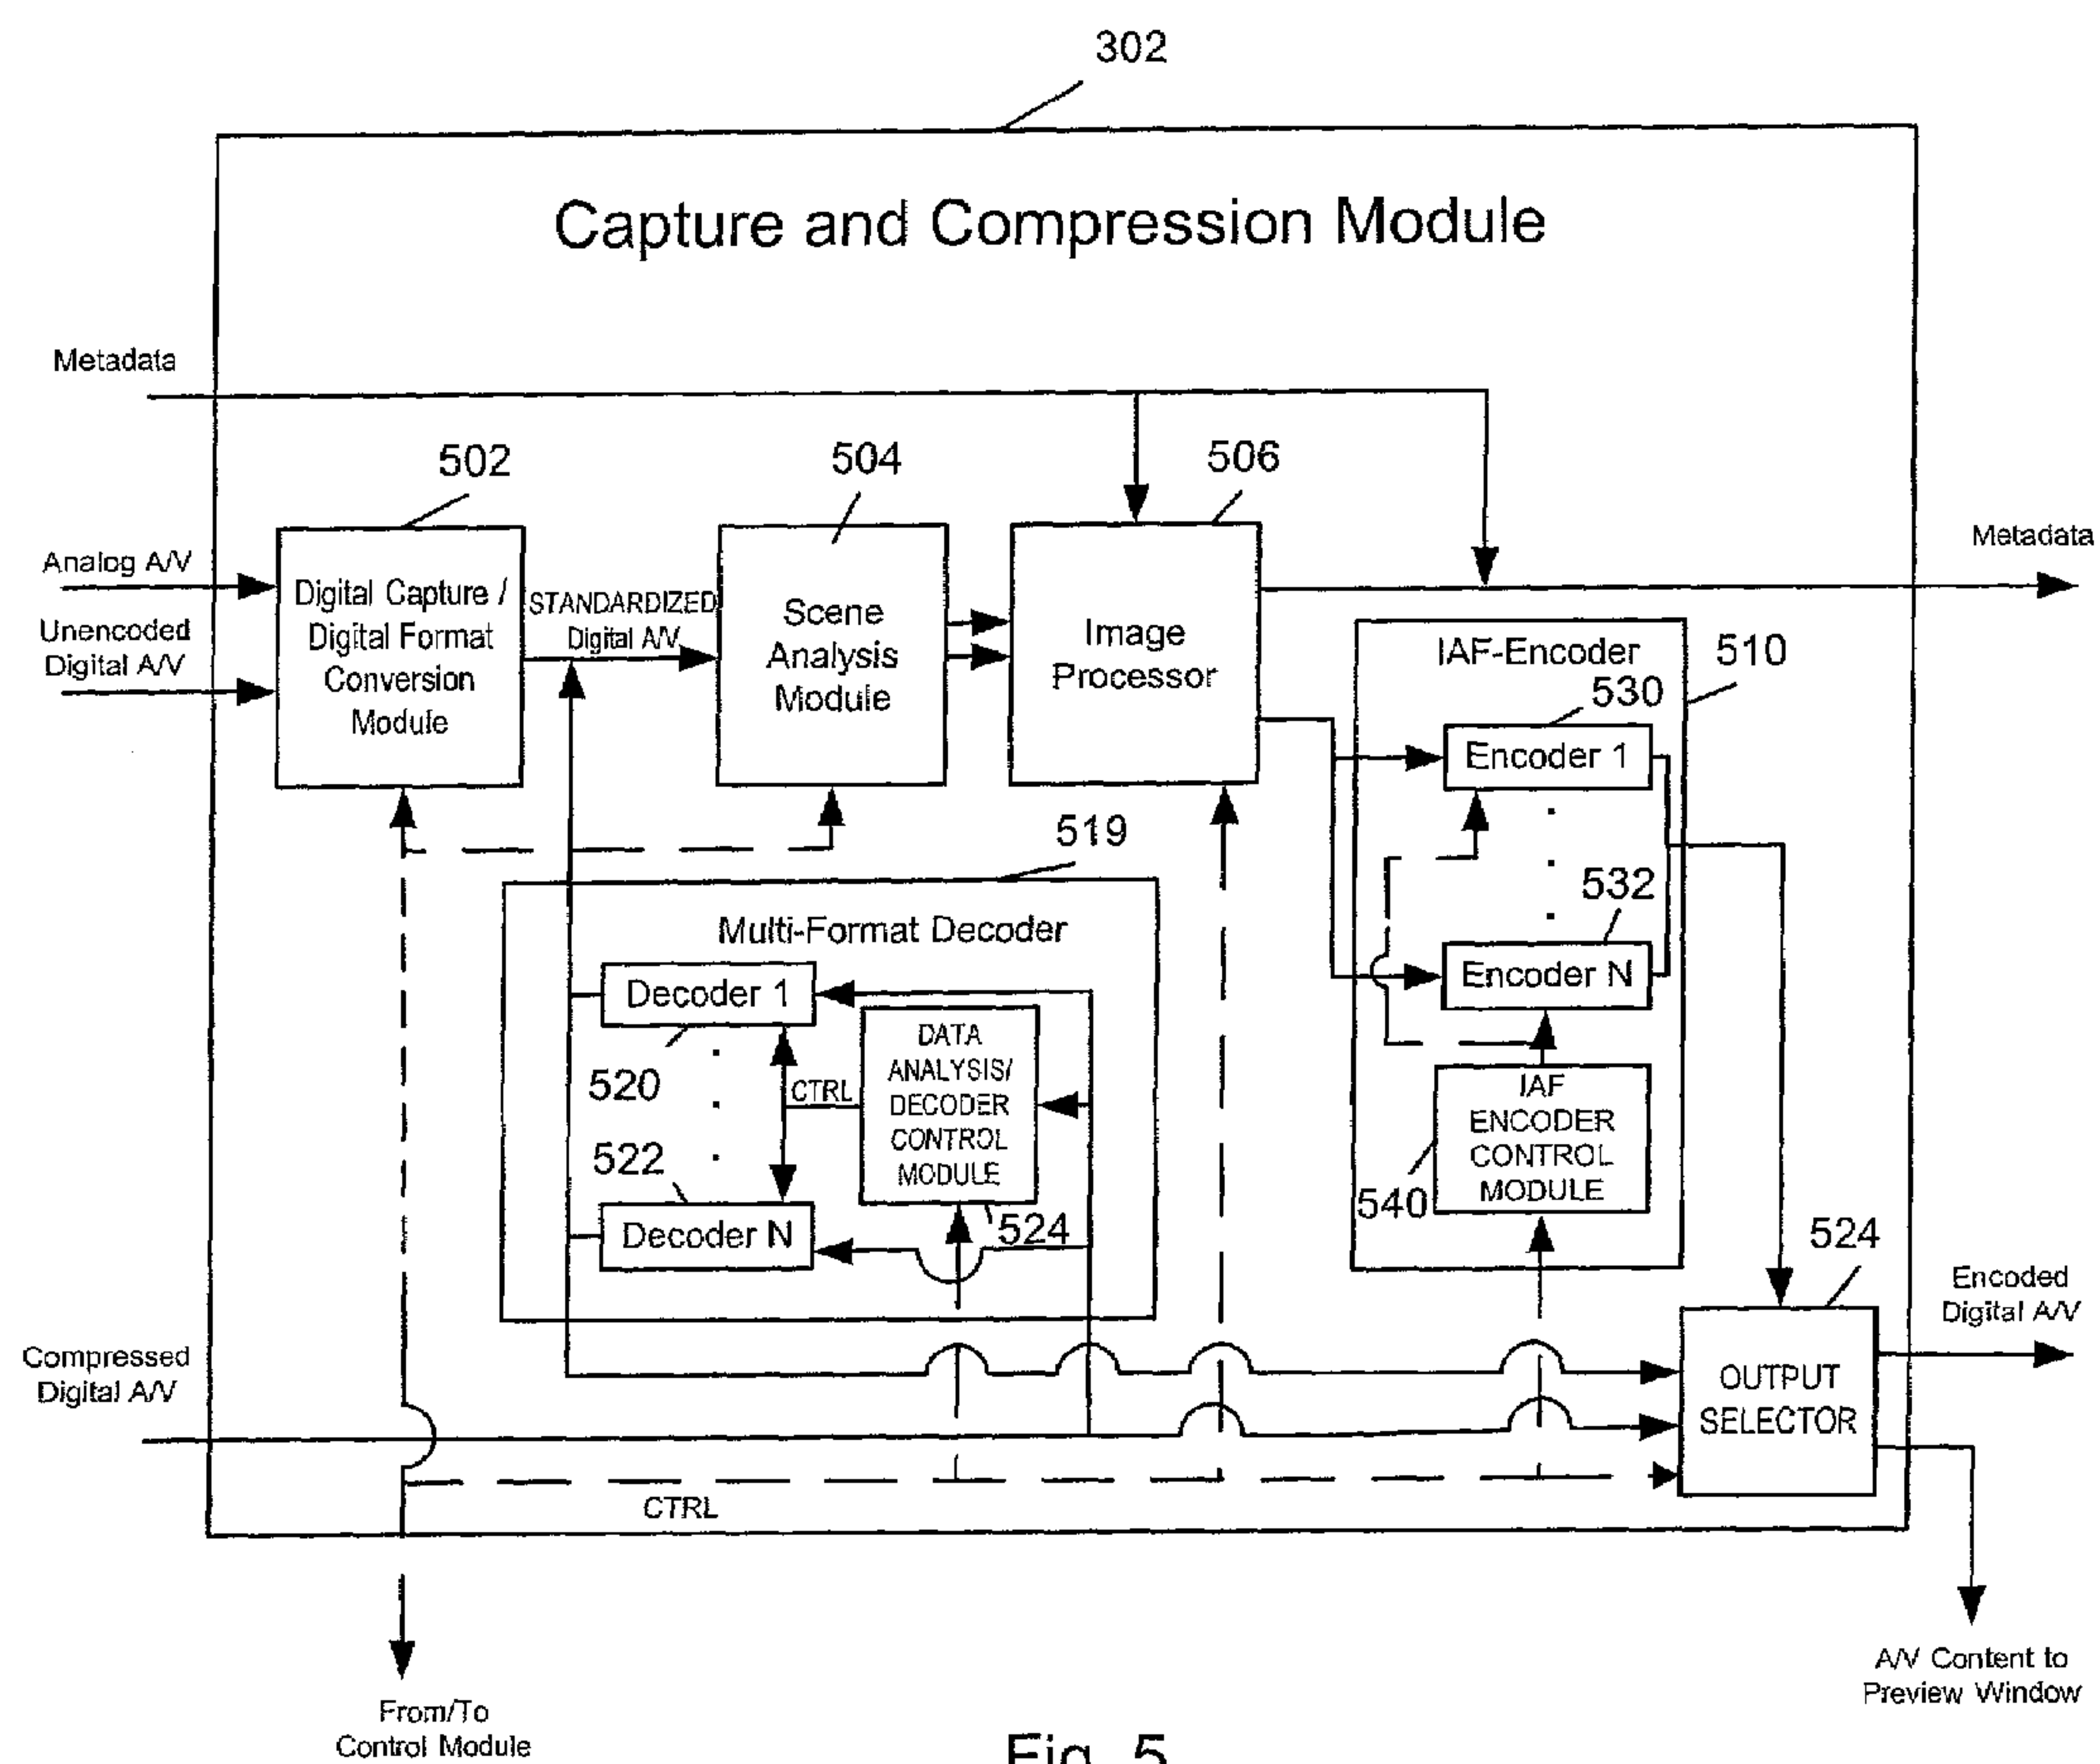 302
Capture and Compression Module
Metadata
502
504
506
Analog A/V
Unencoded
Digital A/V
Digital Capture /
Digital Format
Conversion
Module
STANDARDIZED
Digital A/V
Scene
Analysis
Module
Image
Processor
Metadata
IAF-Encoder
510
530
Encoder 1
532
Encoder N
IAF
ENCODER
CONTROL
MODULE
540
519
Multi-Format Decoder
Decoder 1
520
CTRL
DATA
ANALYSIS/
DECODER
CONTROL
MODULE
522
Decoder N
524
524
OUTPUT
SELECTOR
Encoded
Digital A/V
Compressed
Digital A/V
CTRL
A/V Content to
Preview Window
From/To
Control Module
Fig. 5